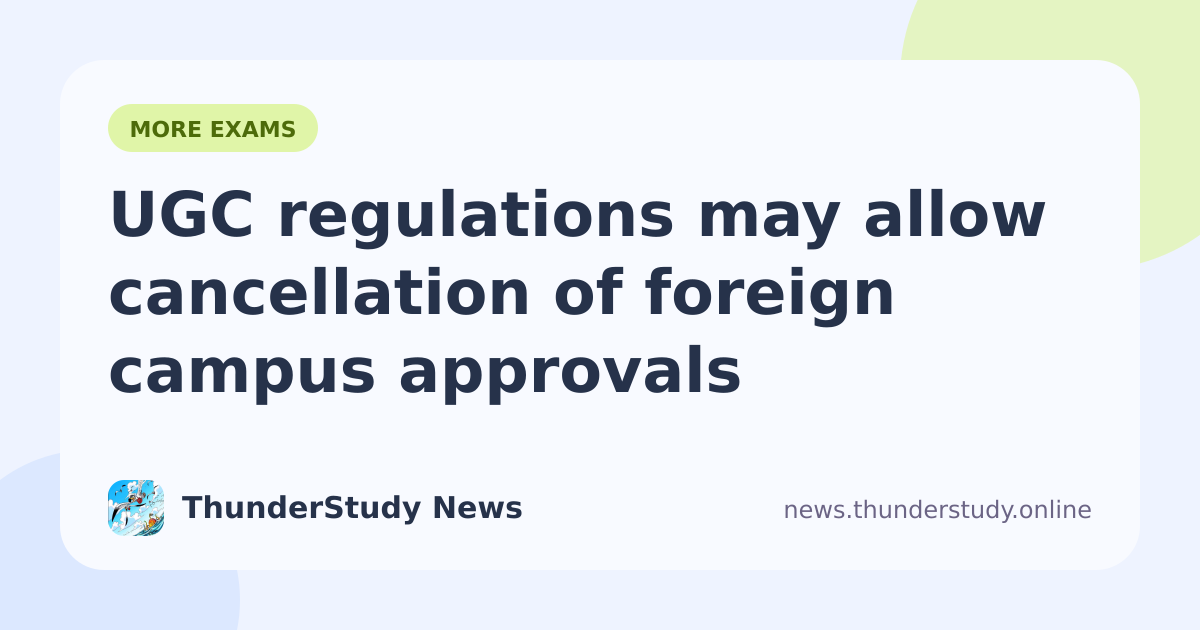 MORE EXAMS
UGC regulations may allow
cancellation of foreign
campus approvals
ThunderStudy News
news.thunderstudy.online